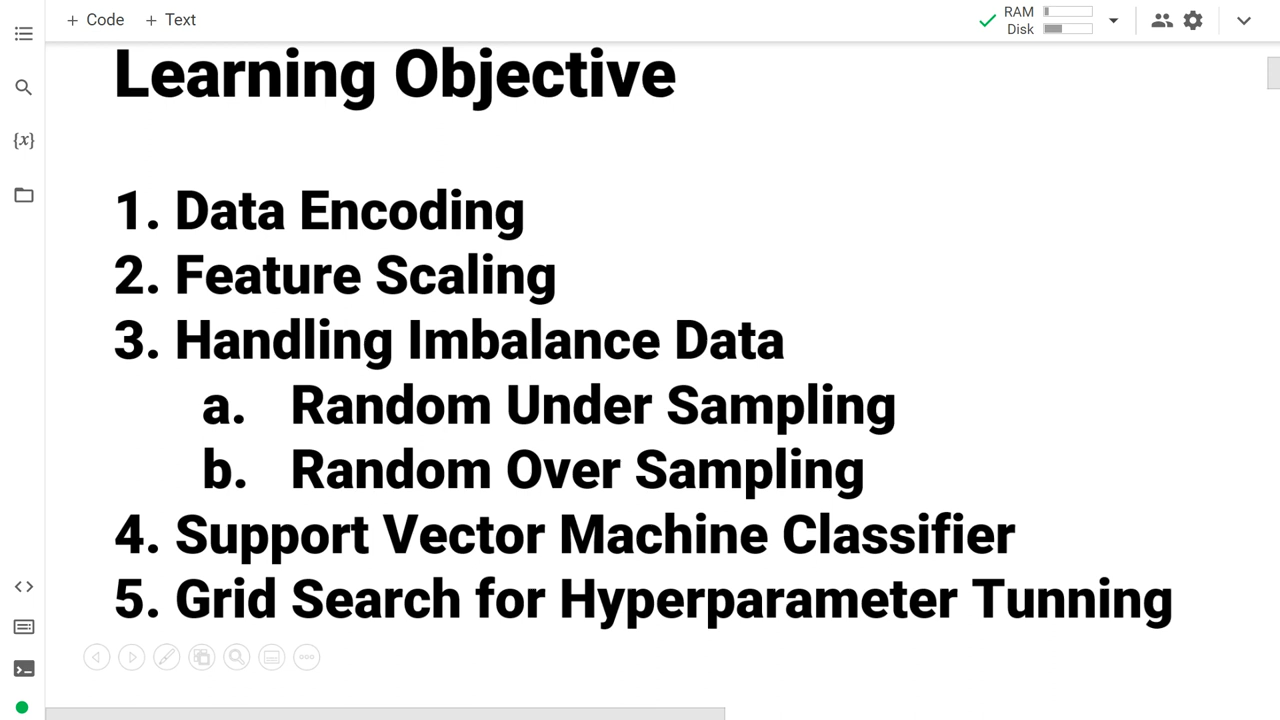 + Code + Text
RAM
Disk
Learning Objective
{x}
1. Data Encoding
2. Feature Scaling
3. Handling Imbalance Data
a. Random Under Sampling
b. Random Over Sampling
4. Support Vector Machine Classifier
5. Grid Search for Hyperparameter Tunning